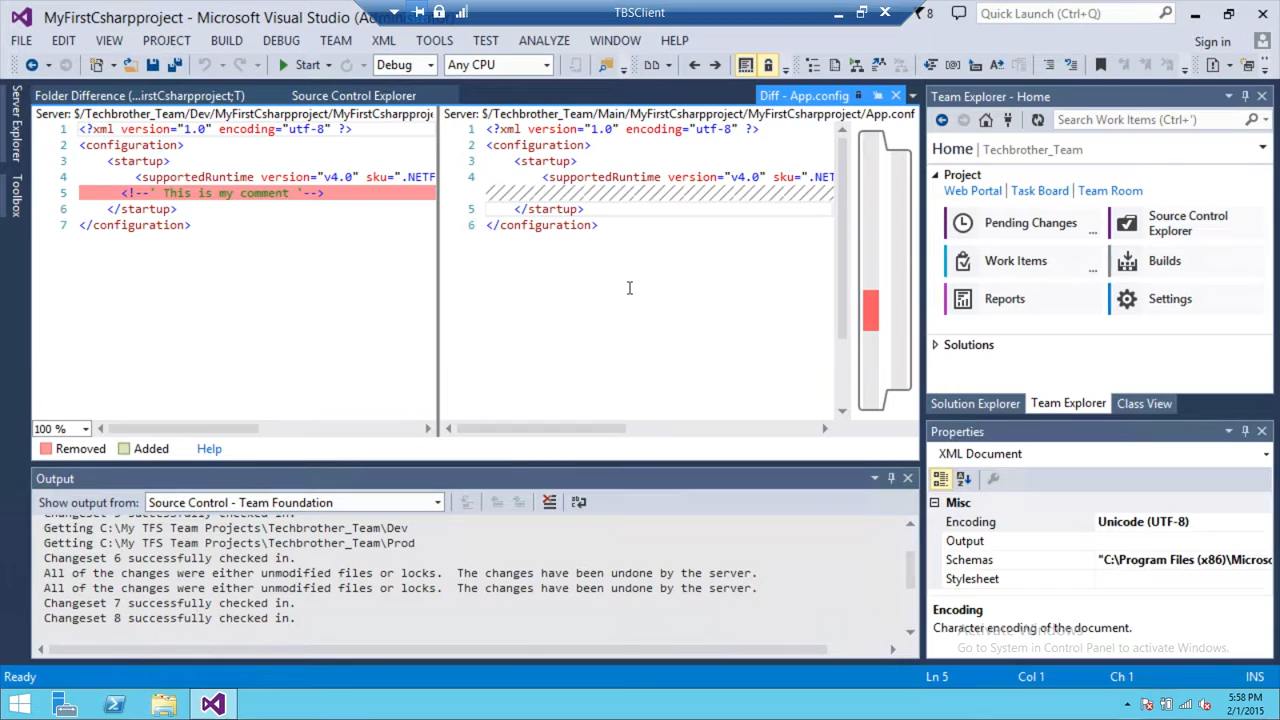 MyFirstCsharpproject - Microsoft Visual Studio (Admini
TBSClient
8
Quick Launch (Ctrl+Q)
FILE EDIT VIEW PROJECT BUILD DEBUG TEAM XML TOOLS TEST ANALYZE WINDOW HELP
Sign in
Start Debug Any CPU
Server Explorer
Toolbox
Folder Difference (...irstCsharpproject;T) Source Control Explorer Diff - App.config
Server: $/Techbrother_Team/Dev/MyFirstCsharpproject/MyFirstCsharpproje
1 <?xml version="1.0" encoding="utf-8" ?>
2 <configuration>
3 <startup>
4 <supportedRuntime version="v4.0" sku=".NETF
5 <!--' This is my comment '-->
6 </startup>
7 </configuration>
Server: $/Techbrother_Team/Main/MyFirstCsharpproject/MyFirstCsharpproject/App.conf
1 <?xml version="1.0" encoding="utf-8" ?>
2 <configuration>
3 <startup>
4 <supportedRuntime version="v4.0" sku=".NET
5 </startup>
6 </configuration>
100 %
Removed Added Help
Output
Show output from: Source Control - Team Foundation
Getting C:\My TFS Team Projects\Techbrother_Team\Dev
Getting C:\My TFS Team Projects\Techbrother_Team\Prod
Changeset 6 successfully checked in.
All of the changes were either unmodified files or locks. The changes have been undone by the server.
All of the changes were either unmodified files or locks. The changes have been undone by the server.
Changeset 7 successfully checked in.
Changeset 8 successfully checked in.
Team Explorer - Home
Search Work Items (Ctrl+')
Home Techbrother_Team
Project
Web Portal Task Board Team Room
Pending Changes ...
Source Control Explorer
Work Items ...
Builds
Reports
Settings
Solutions
Solution Explorer Team Explorer Class View
Properties
XML Document
Misc
Encoding Unicode (UTF-8)
Output
Schemas "C:\Program Files (x86)\Microsc
Stylesheet
Encoding
Character encoding of the document.
Activate Windows
Go to System in Control Panel to activate Windows.
Ready Ln 5 Col 1 Ch 1 INS
5:58 PM
2/1/2015